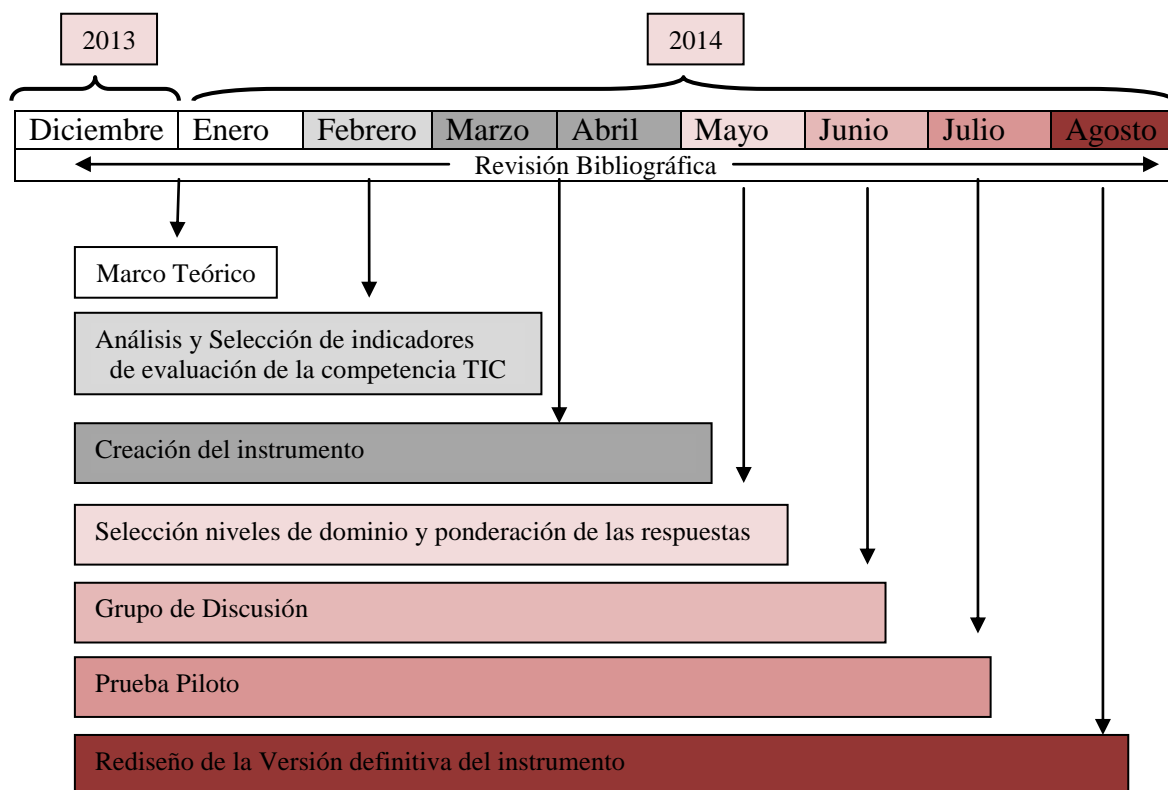 2013
2014
Diciembre Enero Febrero Marzo Abril Mayo Junio Julio Agosto
Revisión Bibliográfica
Marco Teórico
Análisis y Selección de indicadores
de evaluación de la competencia TIC
Creación del instrumento
Selección niveles de dominio y ponderación de las respuestas
Grupo de Discusión
Prueba Piloto
Rediseño de la Versión definitiva del instrumento